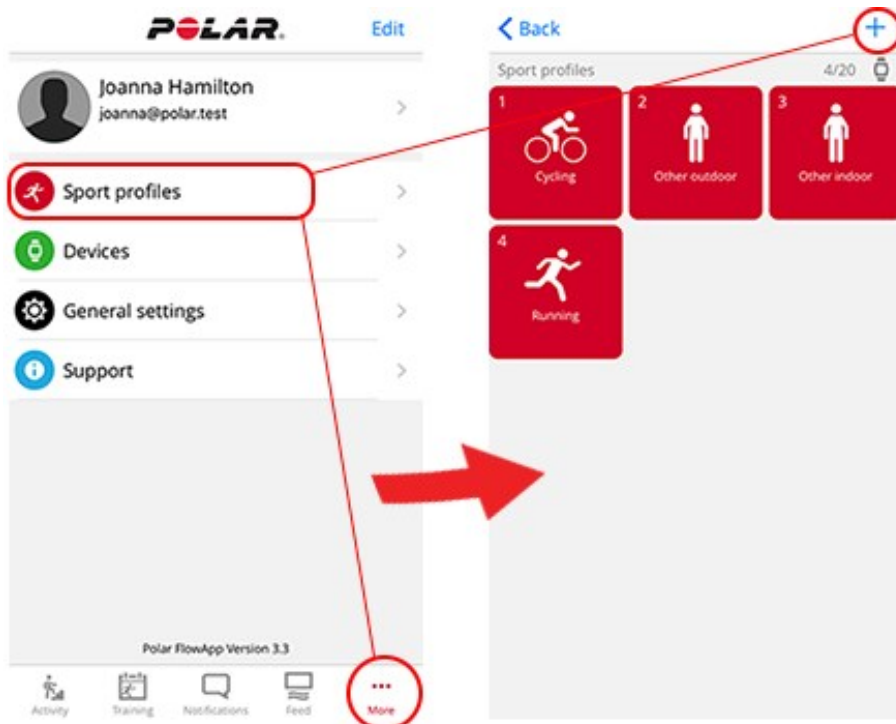 POLAR.
Edit
Joanna Hamilton
joanna@polar.test
Sport profiles
Devices
General settings
Support
Polar FlowApp Version 3.3
Activity
Training
Notifications
Feed
More
Back
+
Sport profiles
4/20
1
Cycling
2
Other outdoor
3
Other indoor
4
Running